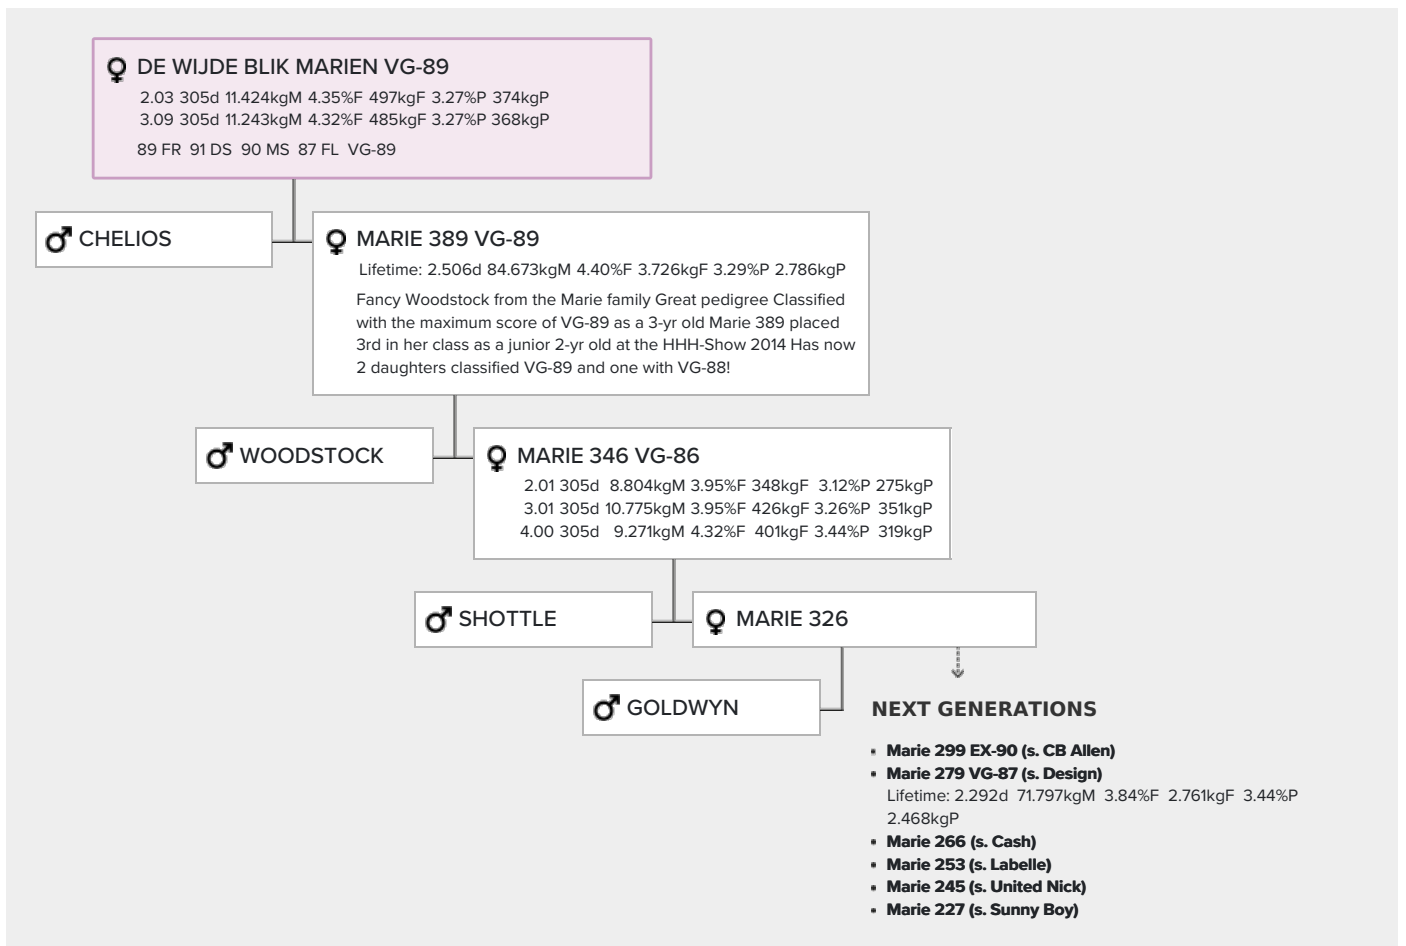 DE WIJDE BLIK MARIEN VG-89
2.03 305d 11.424kgM 4.35%F 497kgF 3.27%P 374kgP
3.09 305d 11.243kgM 4.32%F 485kgF 3.27%P 368kgP
89 FR 91 DS 90 MS 87 FL VG-89
CHELIOS
MARIE 389 VG-89
Lifetime: 2.506d 84.673kgM 4.40%F 3.726kgF 3.29%P 2.786kgP
Fancy Woodstock from the Marie family Great pedigree Classified
with the maximum score of VG-89 as a 3-yr old Marie 389 placed
3rd in her class as a junior 2-yr old at the HHH-Show 2014 Has now
2 daughters classified VG-89 and one with VG-88!
WOODSTOCK
MARIE 346 VG-86
2.01 305d 8.804kgM 3.95%F 348kgF 3.12%P 275kgP
3.01 305d 10.775kgM 3.95%F 426kgF 3.26%P 351kgP
4.00 305d 9.271kgM 4.32%F 401kgF 3.44%P 319kgP
SHOTTLE
MARIE 326
GOLDWYN
NEXT GENERATIONS
Marie 299 EX-90 (s. CB Allen)
Marie 279 VG-87 (s. Design)
Lifetime: 2.292d 71.797kgM 3.84%F 2.761kgF 3.44%P
2.468kgP
Marie 266 (s. Cash)
Marie 253 (s. Labelle)
Marie 245 (s. United Nick)
Marie 227 (s. Sunny Boy)